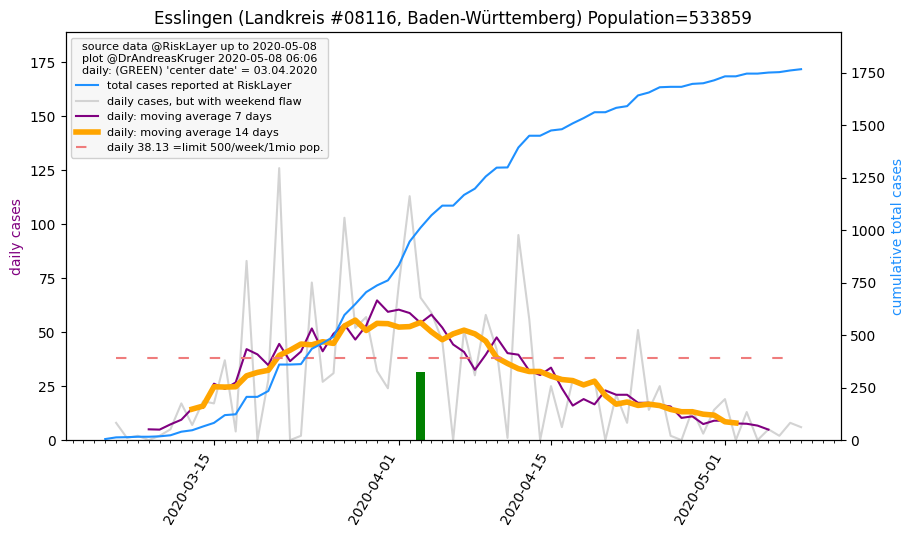 Esslingen (Landkreis #08116, Baden-Württemberg) Population=533859
source data @RiskLayer up to 2020-05-08
plot @DrAndreasKruger 2020-05-08 06:06
daily: (GREEN) 'center date' = 03.04.2020
total cases reported at RiskLayer
daily cases, but with weekend flaw
daily: moving average 7 days
daily: moving average 14 days
daily 38.13 =limit 500/week/1mio pop.
daily cases
175
150
125
100
75
50
25
0
1750
1500
1250
1000
750
500
250
0
cumulative total cases
2020-03-15
2020-04-01
2020-04-15
2020-05-01